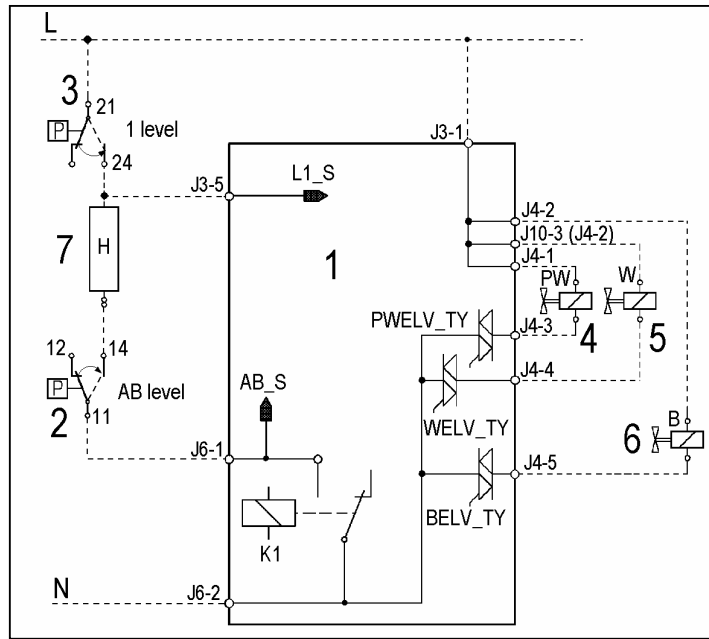 L
3
21
P
1 level
24
J3-1
J3-5
L1_S
J4-2
J10-3 (J4-2)
J4-1
7
H
1
PW
W
PWELV_TY
J4-3
4
5
12
14
J4-4
P
AB level
AB_S
2
11
WELV_TY
B
6
J6-1
J4-5
BELV_TY
K1
N
J6-2